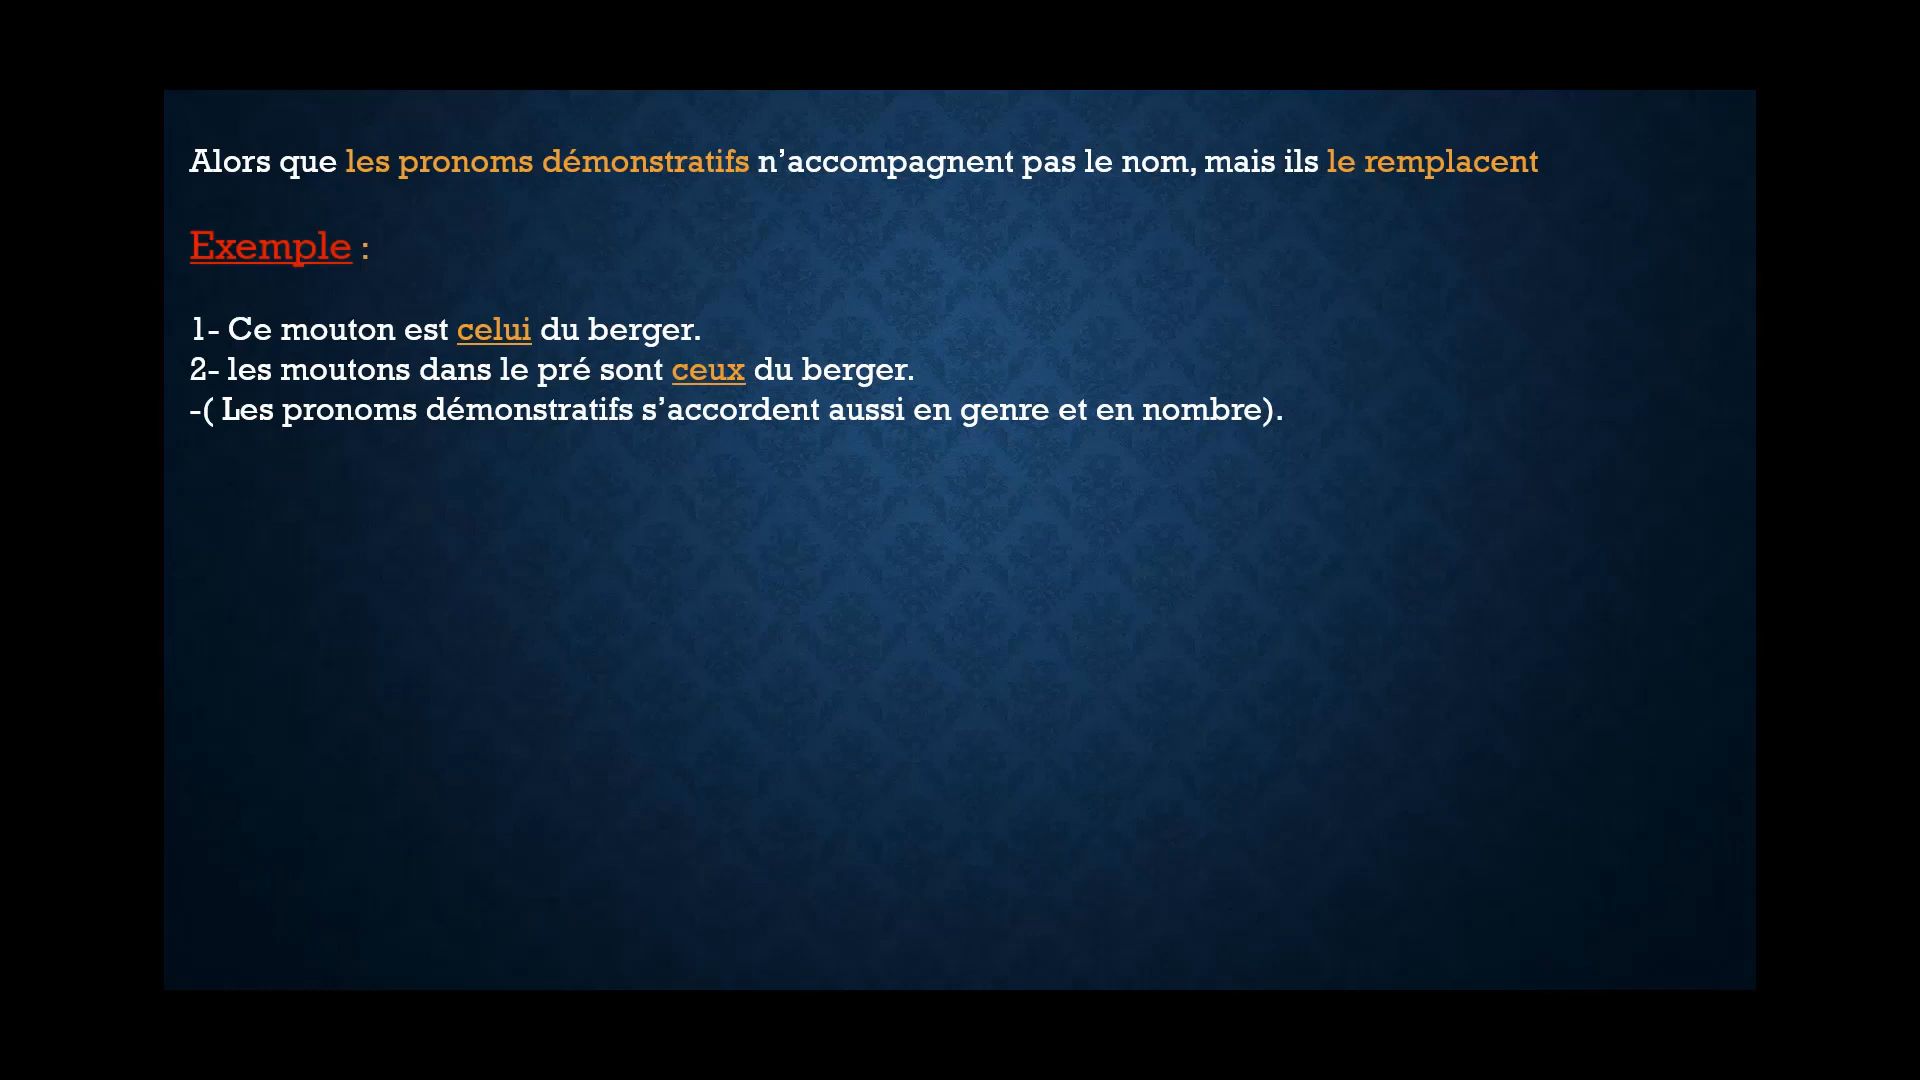 Alors que les pronoms démonstratifs n’accompagnent pas le nom, mais ils le remplacent
Exemple :
1- Ce mouton est celui du berger.
2- les moutons dans le pré sont ceux du berger.
-( Les pronoms démonstratifs s’accordent aussi en genre et en nombre).